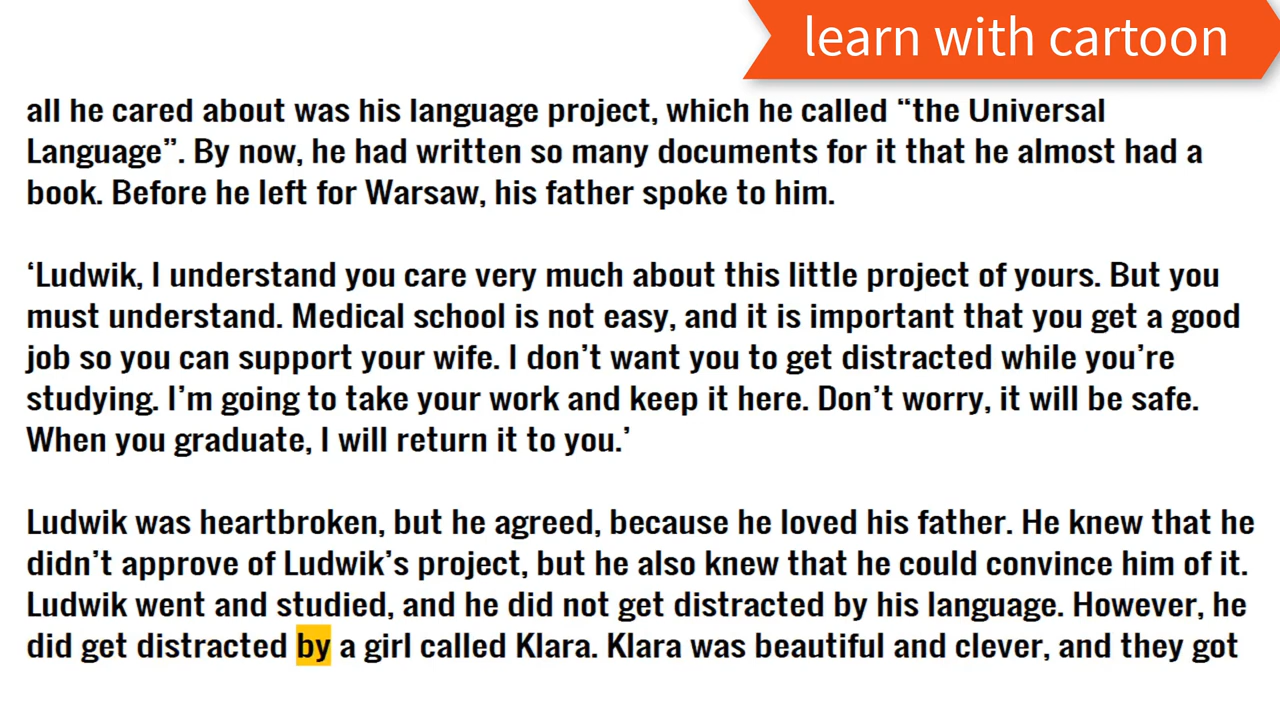 learn with cartoon
all he cared about was his language project, which he called “the Universal
Language”. By now, he had written so many documents for it that he almost had a
book. Before he left for Warsaw, his father spoke to him.
‘Ludwik, I understand you care very much about this little project of yours. But you
must understand. Medical school is not easy, and it is important that you get a good
job so you can support your wife. I don’t want you to get distracted while you’re
studying. I’m going to take your work and keep it here. Don’t worry, it will be safe.
When you graduate, I will return it to you.’
Ludwik was heartbroken, but he agreed, because he loved his father. He knew that he
didn’t approve of Ludwik’s project, but he also knew that he could convince him of it.
Ludwik went and studied, and he did not get distracted by his language. However, he
did get distracted by a girl called Klara. Klara was beautiful and clever, and they got